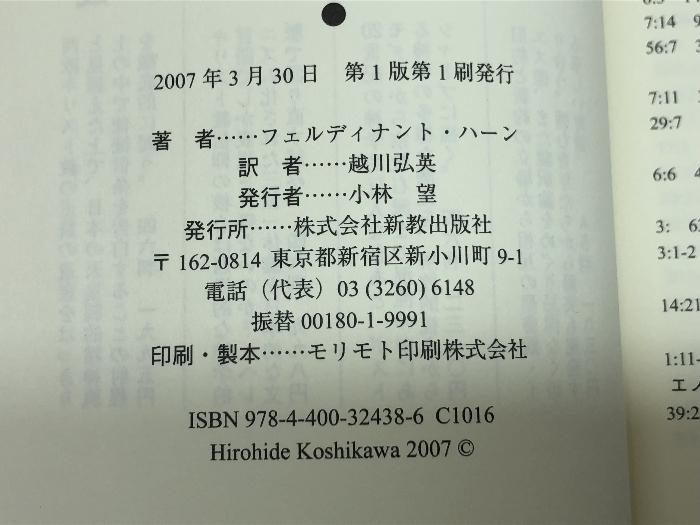 2007年3月30日　第1版第1刷発行
著　者……フェルディナント・ハーン
訳　者……越川弘英
発行者……小林　望
発行所……株式会社新教出版社
〒162-0814 東京都新宿区新小川町 9-1
電話（代表）03 (3260) 6148
振替 00180-1-9991
印刷・製本……モリモト印刷株式会社
ISBN 978-4-400-32438-6 C1016
Hirohide Koshikawa 2007 ©
7:14
56:7
7:11
29:7
6:6
3:
3:1-2
14:21
1:11-
エノ
39:2